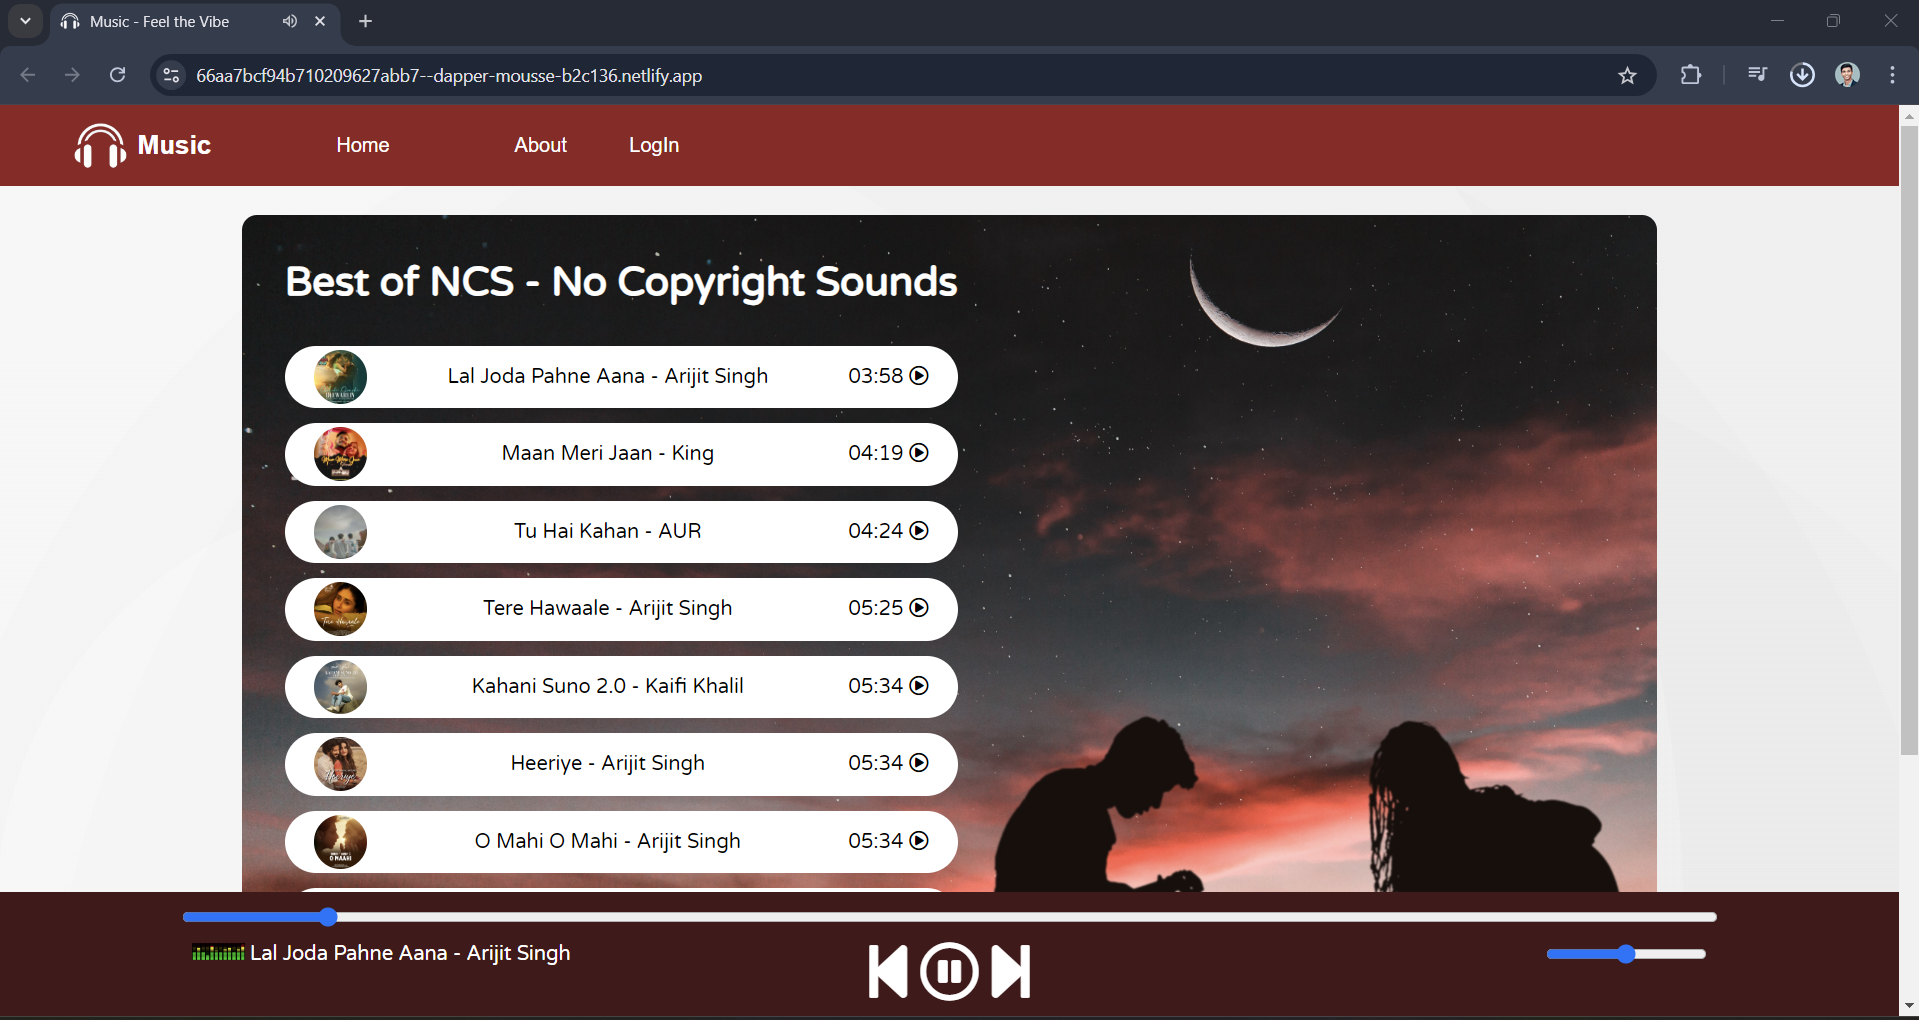 Music - Feel the Vibe
66aa7bcf94b710209627abb7--dapper-mousse-b2c136.netlify.app
Music Home About LogIn
Best of NCS - No Copyright Sounds
Lal Joda Pahne Aana - Arijit Singh 03:58
Maan Meri Jaan - King 04:19
Tu Hai Kahan - AUR 04:24
Tere Hawaale - Arijit Singh 05:25
Kahani Suno 2.0 - Kaifi Khalil 05:34
Heeriye - Arijit Singh 05:34
O Mahi O Mahi - Arijit Singh 05:34
Lal Joda Pahne Aana - Arijit Singh